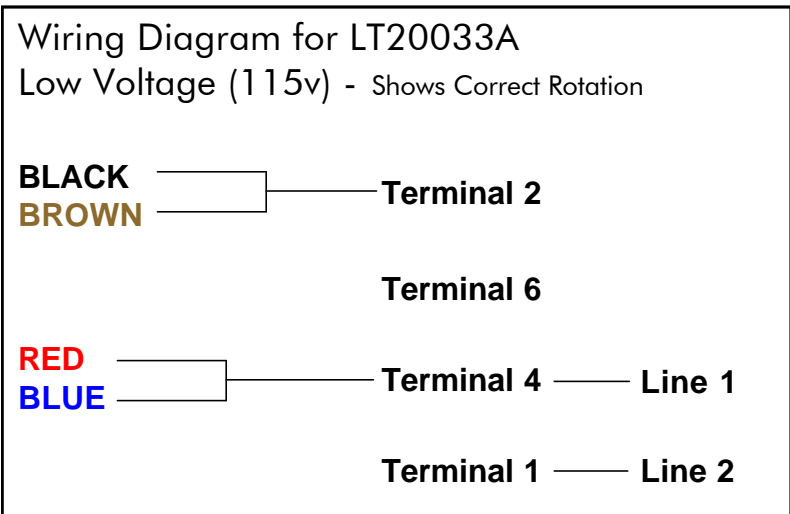 Wiring Diagram for LT20033A
Low Voltage (115v) - Shows Correct Rotation
BLACK
BROWN
Terminal 2
Terminal 6
RED
BLUE
Terminal 4 Line 1
Terminal 1 Line 2